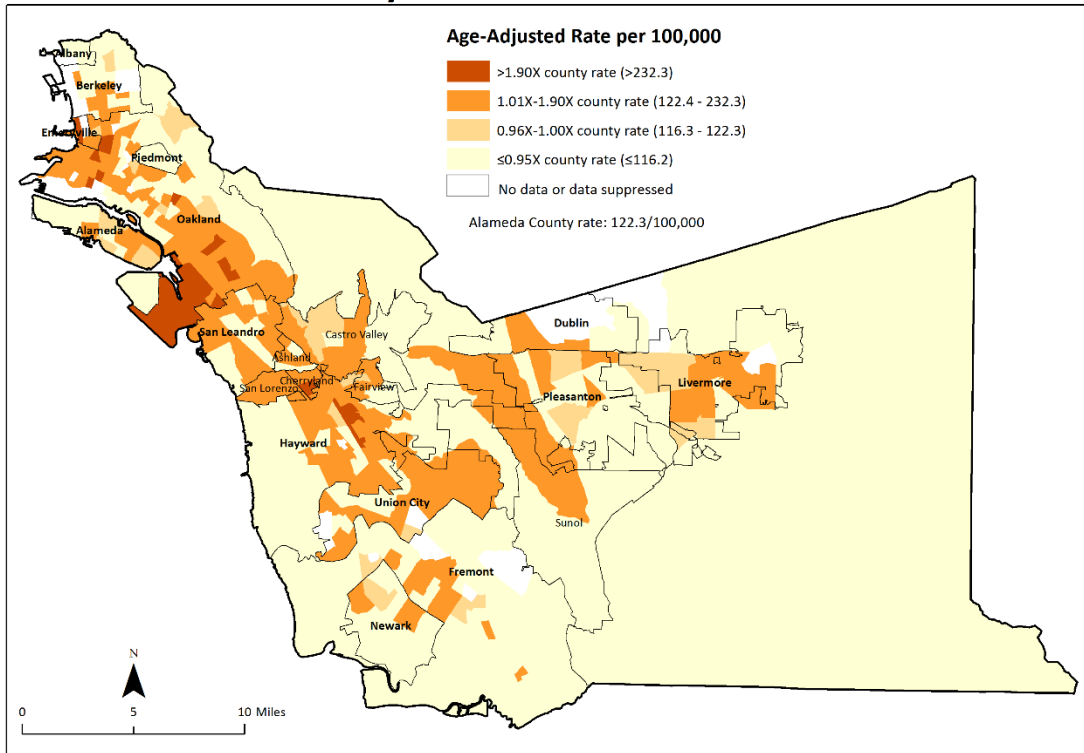 Age-Adjusted Rate per 100,000
>1.90X county rate (>232.3)
1.01X-1.90X county rate (122.4 - 232.3)
0.96X-1.00X county rate (116.3 - 122.3)
≤0.95X county rate (≤116.2)
No data or data suppressed
Alameda County rate: 122.3/100,000
Albany
Berkeley
Emeryville
Piedmont
Oakland
Alameda
San Leandro
Castro Valley
Dublin
Ashland
Cherryland
San Lorenzo
Fairview
Livermore
Pleasanton
Hayward
Union City
Sunol
Fremont
Newark
N
0 5 10 Miles